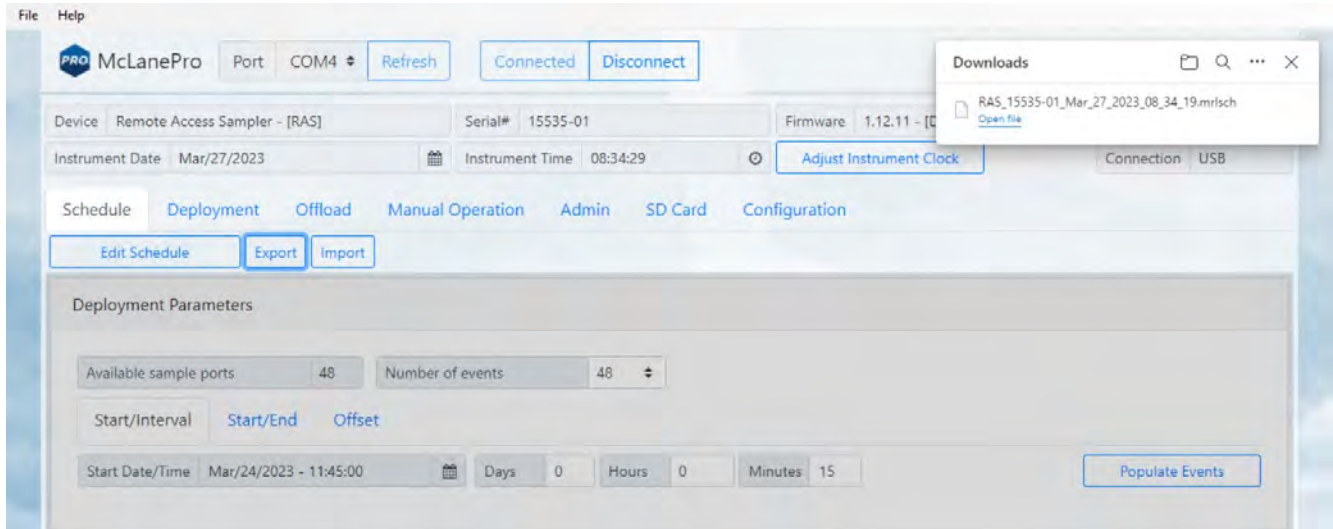 File Help
PRO McLanePro Port COM4 Refresh Connected Disconnect
Downloads
RAS_15535-01_Mar_27_2023_08_34_19.mrlsch
Open file
Device Remote Access Sampler - [RAS] Serial# 15535-01 Firmware 1.12.11 - [D
Instrument Date Mar/27/2023 Instrument Time 08:34:29 Adjust Instrument Clock Connection USB
Schedule Deployment Offload Manual Operation Admin SD Card Configuration
Edit Schedule Export Import
Deployment Parameters
Available sample ports 48 Number of events 48
Start/Interval Start/End Offset
Start Date/Time Mar/24/2023 - 11:45:00 Days 0 Hours 0 Minutes 15 Populate Events